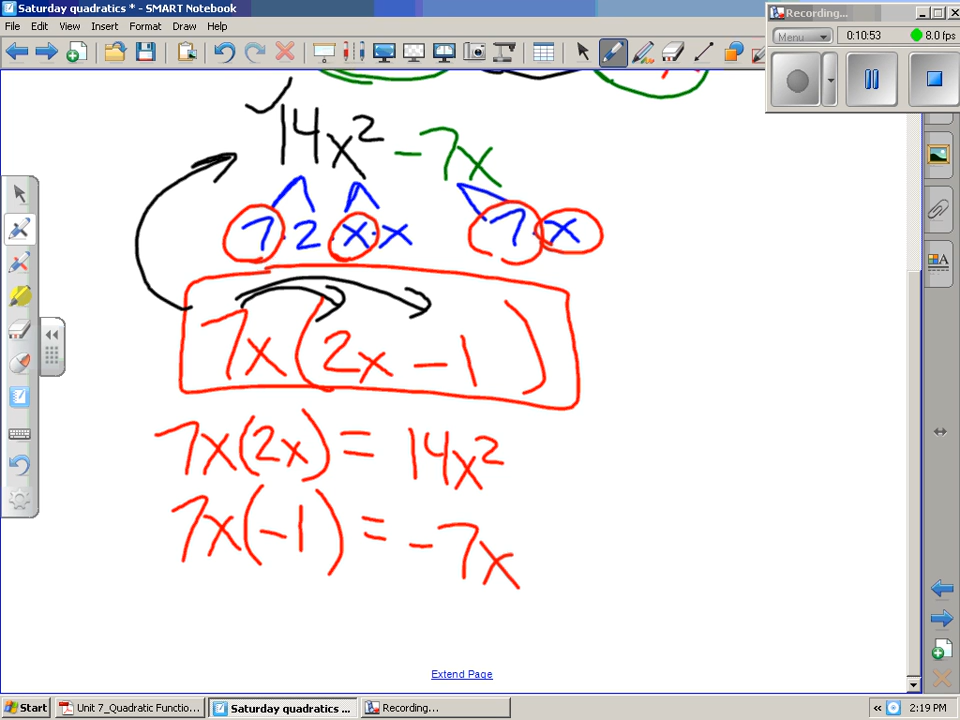 Saturday quadratics * - SMART Notebook
Recording...
File Edit View Insert Format Draw Help
Menu 0:10:53 8.0 fps
14x² - 7x
7 · 2 x · x 7 · x
7x(2x - 1)
7x(2x) = 14x²
7x(-1) = -7x
Extend Page
Start Unit 7_Quadratic Functio... Saturday quadratics ... Recording... 2:19 PM